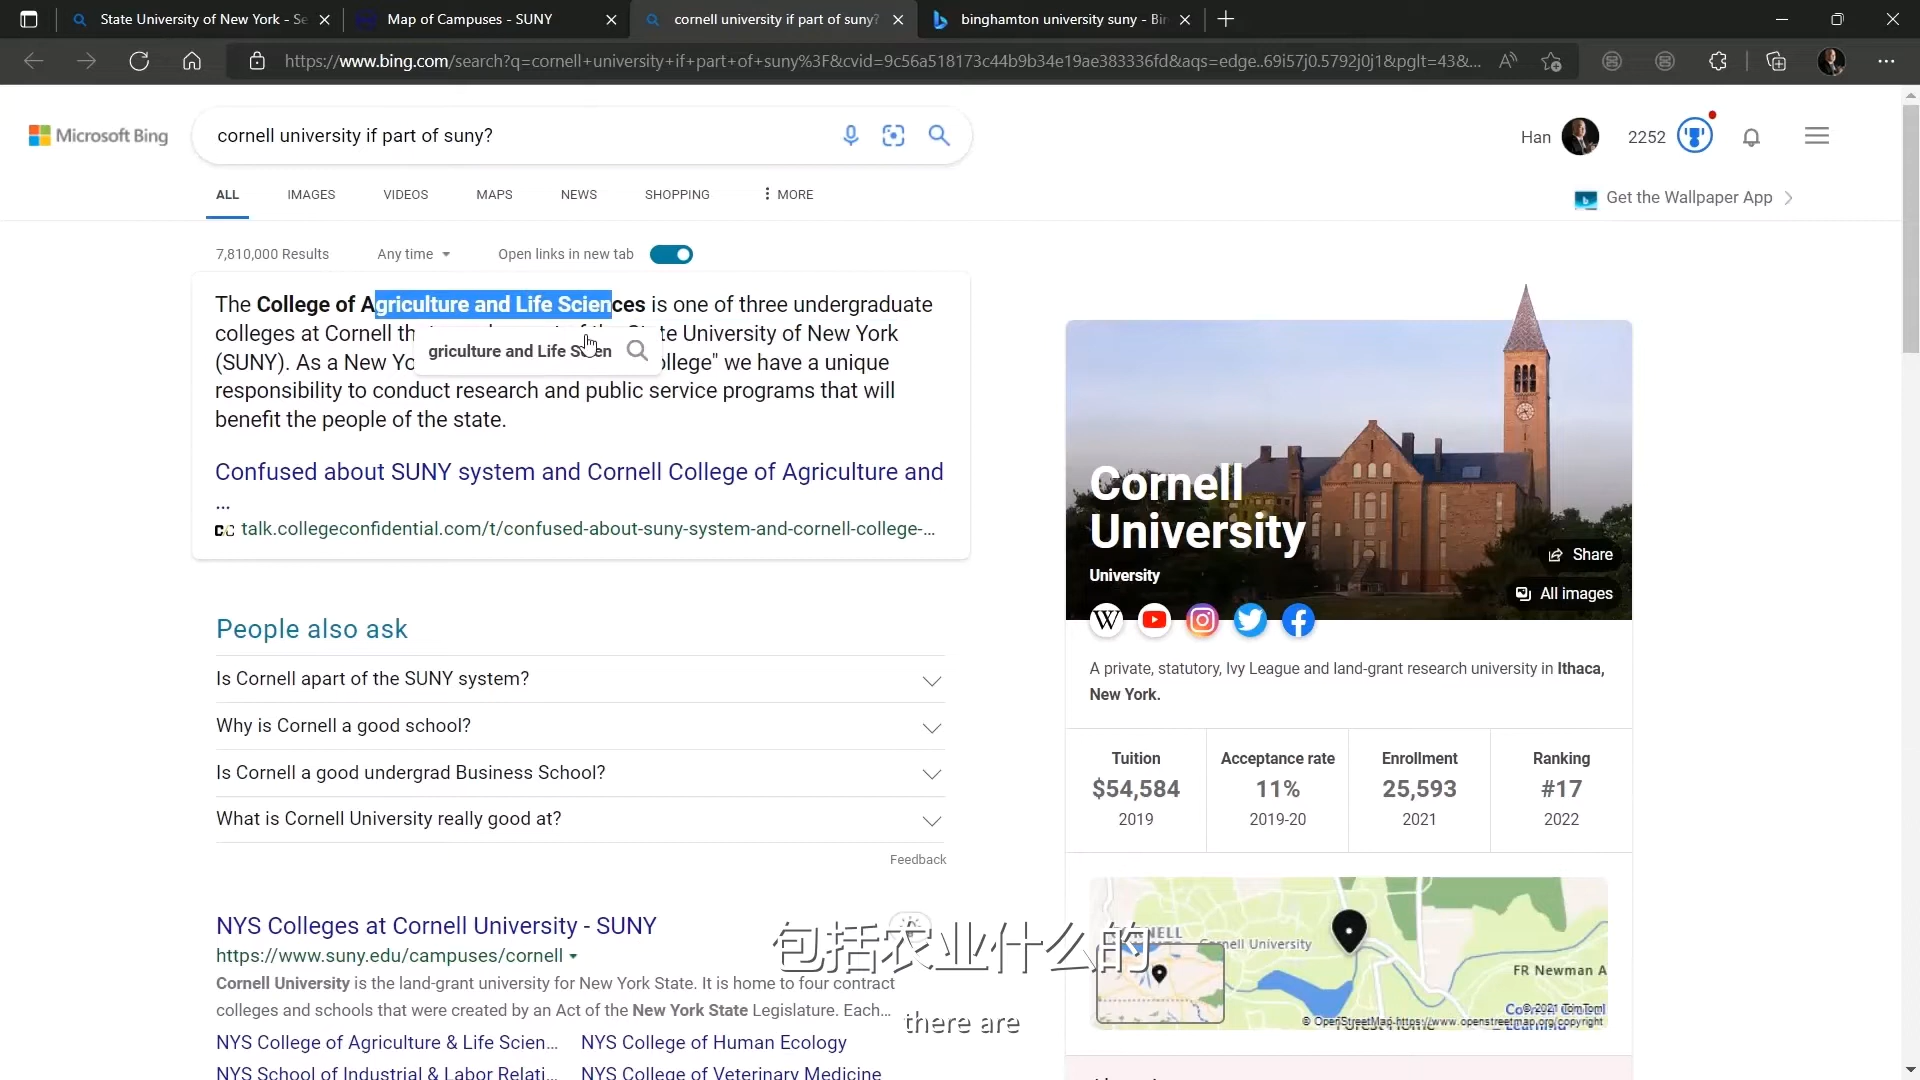 State University of New York - Se
Map of Campuses - SUNY
cornell university if part of suny?
binghamton university suny - Bin
https://www.bing.com/search?q=cornell+university+if+part+of+suny%3F&cvid=9c56a518173c44b9b34e19ae383336fd&aqs=edge..69i57j0.5792j0j1&pglt=43&...
Microsoft Bing
cornell university if part of suny?
Han
2252
ALL
IMAGES
VIDEOS
MAPS
NEWS
SHOPPING
MORE
Get the Wallpaper App
7,810,000 Results
Any time
Open links in new tab
The College of Agriculture and Life Sciences is one of three undergraduate
colleges at Cornell State University of New York
(SUNY). As a New ollege" we have a unique
griculture and Life Scien
responsibility to conduct research and public service programs that will
benefit the people of the state.
Confused about SUNY system and Cornell College of Agriculture and
...
talk.collegeconfidential.com/t/confused-about-suny-system-and-cornell-college-...
People also ask
Is Cornell apart of the SUNY system?
Why is Cornell a good school?
Is Cornell a good undergrad Business School?
What is Cornell University really good at?
Feedback
NYS Colleges at Cornell University - SUNY
https://www.suny.edu/campuses/cornell
Cornell University is the land-grant university for New York State. It is home to four contract
colleges and schools that were created by an Act of the New York State Legislature. Each...
NYS College of Agriculture & Life Scien...
NYS College of Human Ecology
NYS School of Industrial & Labor Relati...
NYS College of Veterinary Medicine
Cornell
University
University
Share
All images
A private, statutory, Ivy League and land-grant research university in Ithaca,
New York.
Tuition
$54,584
2019
Acceptance rate
11%
2019-20
Enrollment
25,593
2021
Ranking
#17
2022
Cornell University
FR Newman A
© 2021 TomTom
© OpenStreetMap-https://www.openstreetmap.org/copyright
包括农业什么的
there are